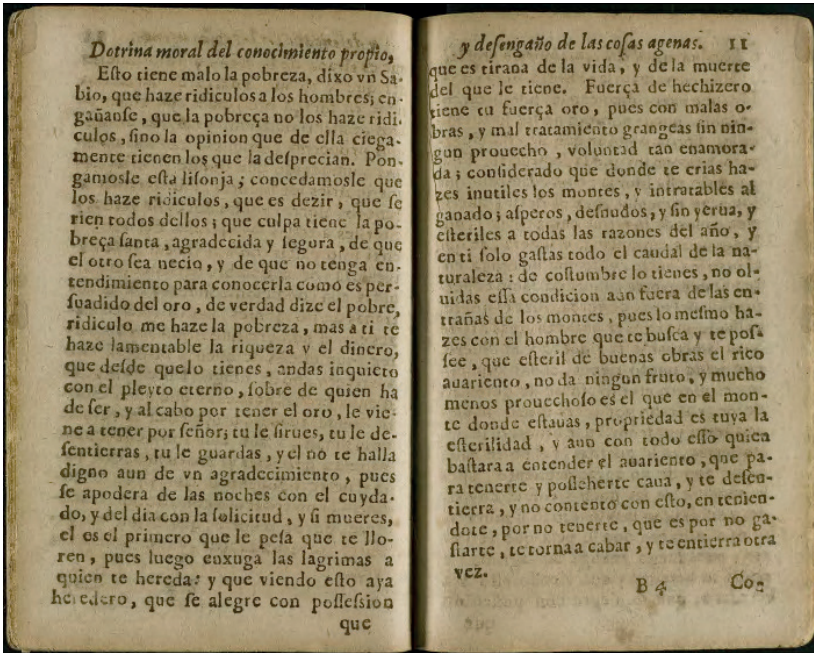 Dotrina moral del conocimiento propio,
Eſto tiene malo la pobreza, dixo vn Sa-
bio, que haze ridiculos a los hombres; en-
gañanſe, que la pobreça no los haze ridi-
culos, ſino la opinion que de ella ciega-
mente tienen los que la deſprecian. Pon-
gamosle eſta liſonja; concedamosle que
los haze ridiculos, que es dezir, que ſe
rien todos dellos; que culpa tiene la po-
breça ſanta, agradecida y ſegura, de que
el otro ſea necio, y de que no tenga en-
tendimiento para conocerla como es per-
ſuadido del oro, de verdad dize el pobre,
ridiculo me haze la pobreza, mas a ti te
haze lamentable la riqueza y el dinero,
que deſde quelo tienes, andas inquieto
con el pleyto eterno, ſobre de quien ha
de ſer, y al cabo por tener el oro, le vie-
ne a tener por ſeñor; tu le ſirues, tu le de-
ſentierras, tu le guardas, y el no te halla
digno aun de vn agradecimiento, pues
ſe apodera de las noches con el cuyda-
do, y del dia con la ſolicitud, y ſi mueres,
el es el primero que le peſa que te llo-
ren, pues luego enxuga las lagrimas a
quien te hereda: y que viendo eſto aya
heredero, que ſe alegre con poſſeſsion
que
y deſengaño de las coſas agenas. 11
que es tirana de la vida, y de la muerte
del que le tiene. Fuerça de hechizero
tiene tu fuerça oro, pues con malas o-
bras, y mal tratamiento grangeas ſin nin-
gun prouecho, voluntad tan enamora-
da; conſiderado que donde te crias ha-
zes inutiles los montes, y intratables al
ganado; aſperos, deſnudos, y ſin yerua, y
eſteriles a todas las razones del año, y
en ti ſolo gaſtas todo el caudal de la na-
turaleza: de coſtumbre lo tienes, no ol-
uidas eſſa condicion aun fuera de las en-
trañas de los montes, pues lo meſmo ha-
zes con el hombre que te buſca y te poſ-
ſee, que eſteril de buenas obras el rico
auariento, no da ningun fruto, y mucho
menos prouechoſo es el que en el mon-
te donde eſtauas, propriedad es tuya la
eſterilidad, y aun con todo eſſo quien
baſtara a entender el auariento, que pa-
ra tenerte y poſſeherte caua, y te deſen-
tierra, y no contento con eſto, en tenien-
dote, por no tenerte, que es por no ga-
ſtarte, te torna a cabar, y te entierra otra
vez.
B 4 Co-